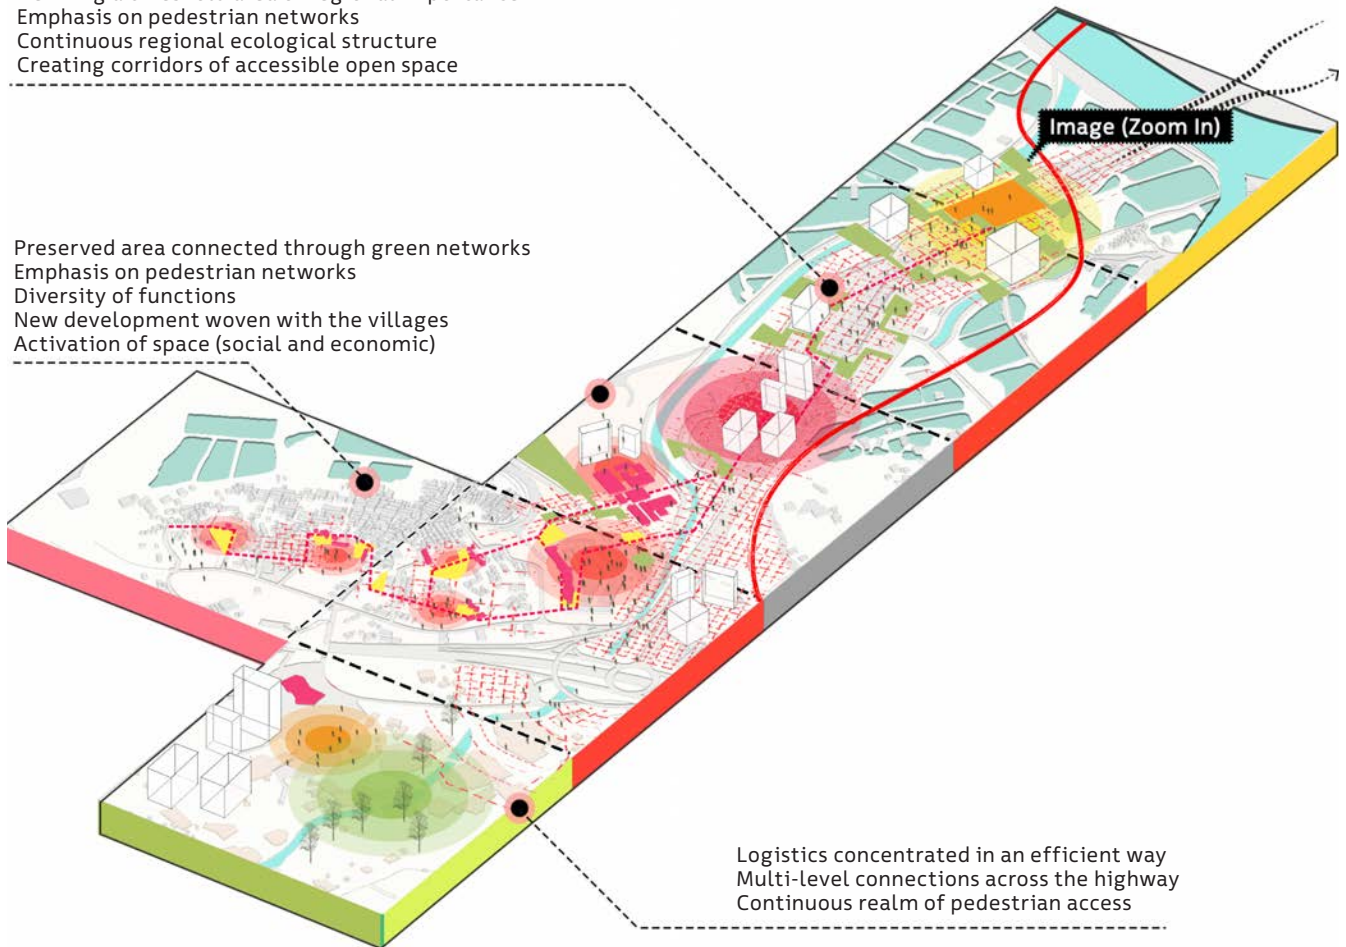 Emphasis on pedestrian networks
Continuous regional ecological structure
Creating corridors of accessible open space
Image (Zoom In)
Preserved area connected through green networks
Emphasis on pedestrian networks
Diversity of functions
New development woven with the villages
Activation of space (social and economic)
Logistics concentrated in an efficient way
Multi-level connections across the highway
Continuous realm of pedestrian access